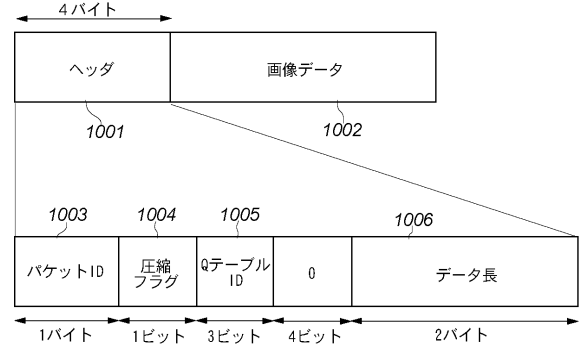 4バイト
ヘッダ
画像データ
1001
1002
1003
1004
1005
1006
パケットID
圧縮
フラグ
Qテーブル
ID
0
データ長
1バイト
1ビット
3ビット
4ビット
2バイト